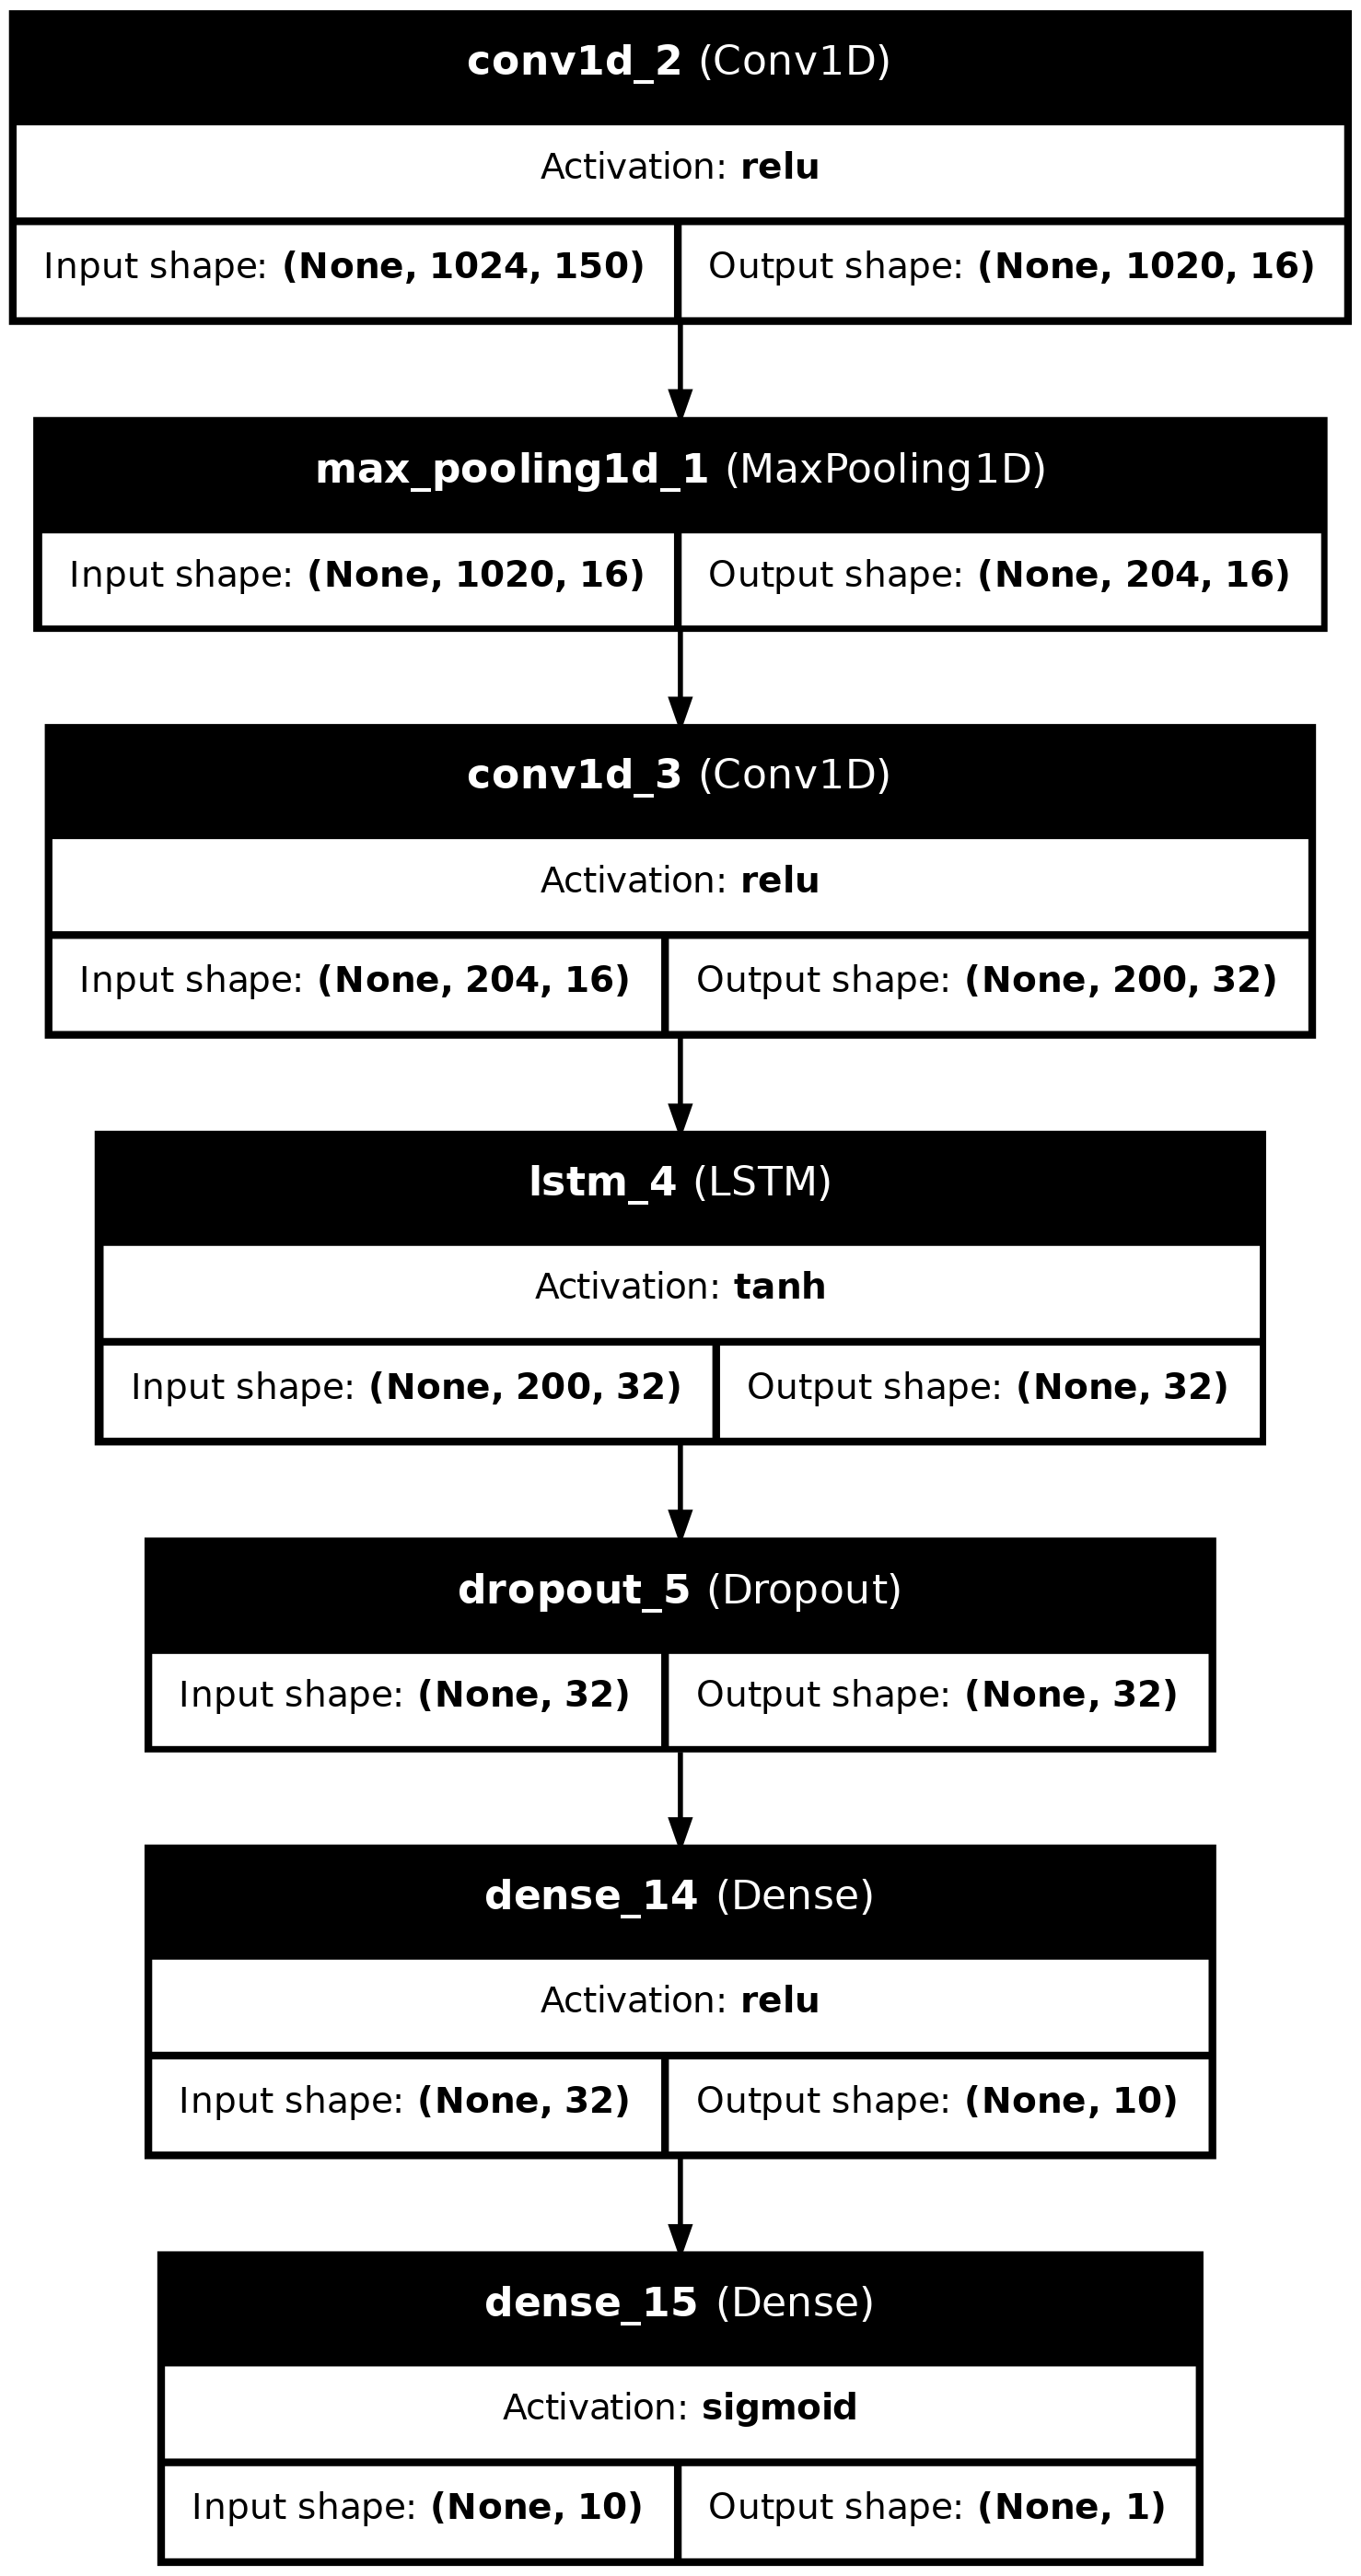 conv1d_2 (Conv1D)
Activation: relu
Input shape: (None, 1024, 150) Output shape: (None, 1020, 16)
max_pooling1d_1 (MaxPooling1D)
Input shape: (None, 1020, 16) Output shape: (None, 204, 16)
conv1d_3 (Conv1D)
Activation: relu
Input shape: (None, 204, 16) Output shape: (None, 200, 32)
lstm_4 (LSTM)
Activation: tanh
Input shape: (None, 200, 32) Output shape: (None, 32)
dropout_5 (Dropout)
Input shape: (None, 32) Output shape: (None, 32)
dense_14 (Dense)
Activation: relu
Input shape: (None, 32) Output shape: (None, 10)
dense_15 (Dense)
Activation: sigmoid
Input shape: (None, 10) Output shape: (None, 1)